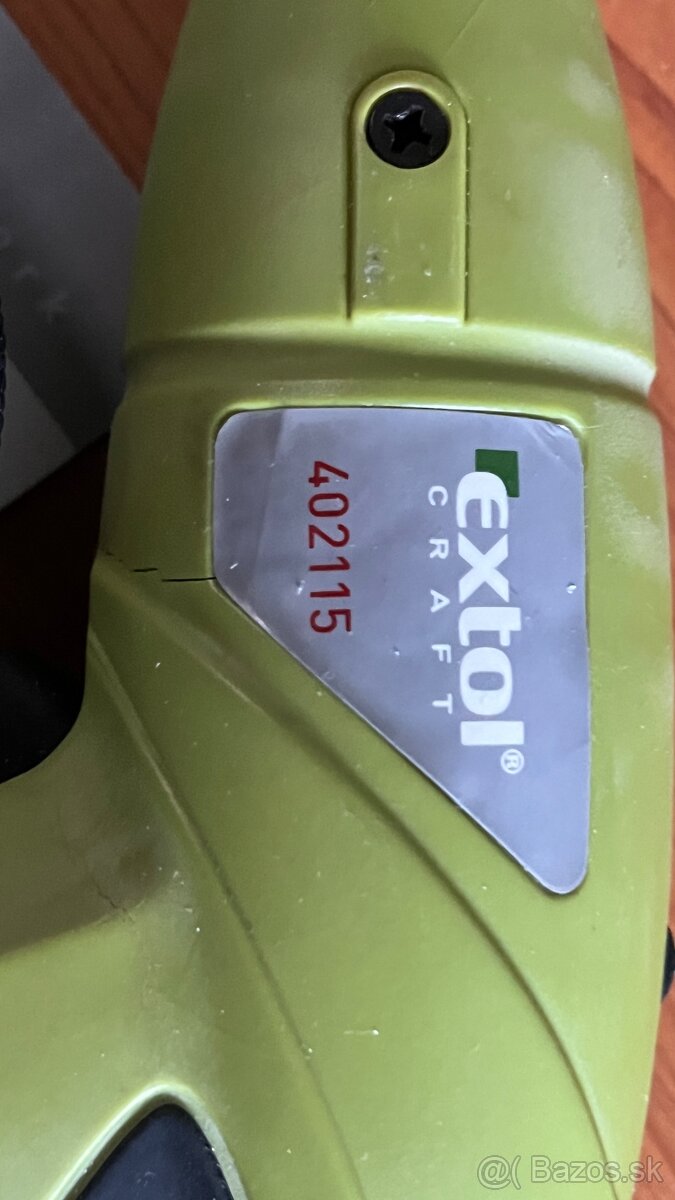 extol®
CRAFT
402115
@( Bazos.sk